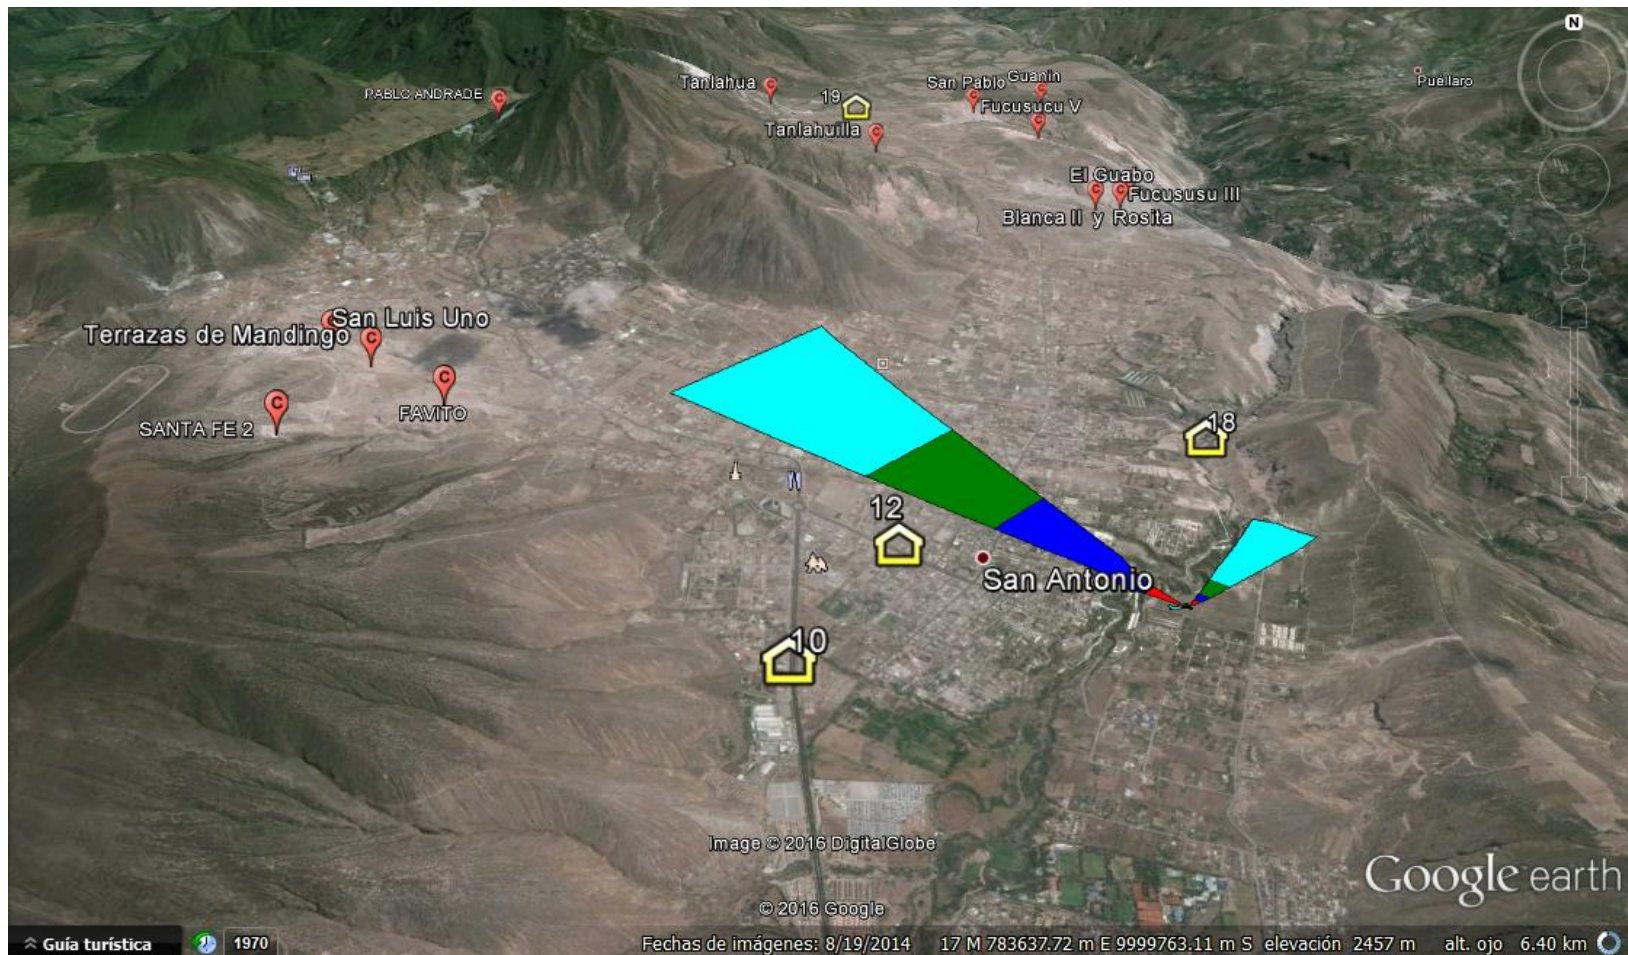 N
Tanlahua
San Pablo
Guanin
Puéllaro
PABLO ANDRADE
19
Fucusucu V
Tanlahuilla
El Guabo
Fucususu III
Blanca II y Rosita
San Luis Uno
Terrazas de Mandingo
FAVITO
SANTA FE 2
18
12
San Antonio
10
Image © 2016 DigitalGlobe
Google earth
© 2016 Google
Guía turística
1970
Fechas de imágenes: 8/19/2014 17 M 783637.72 m E 9999763.11 m S elevación 2457 m alt. ojo 6.40 km